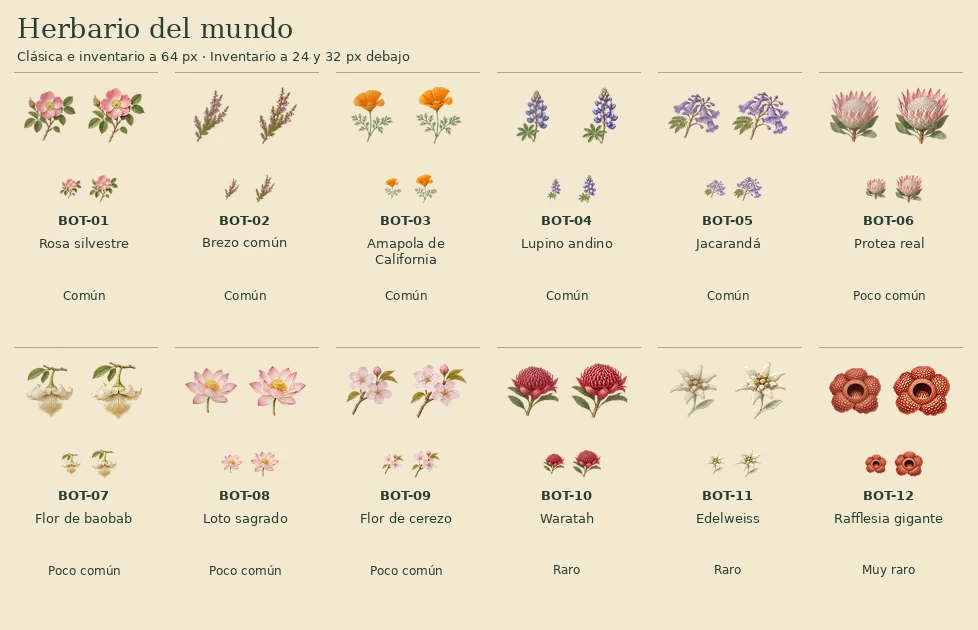 Herbario del mundo
Clásica e inventario a 64 px · Inventario a 24 y 32 px debajo
BOT-01
Rosa silvestre
Común
BOT-02
Brezo común
Común
BOT-03
Amapola de
California
Común
BOT-04
Lupino andino
Común
BOT-05
Jacarandá
Común
BOT-06
Protea real
Poco común
BOT-07
Flor de baobab
Poco común
BOT-08
Loto sagrado
Poco común
BOT-09
Flor de cerezo
Poco común
BOT-10
Waratah
Raro
BOT-11
Edelweiss
Raro
BOT-12
Rafflesia gigante
Muy raro